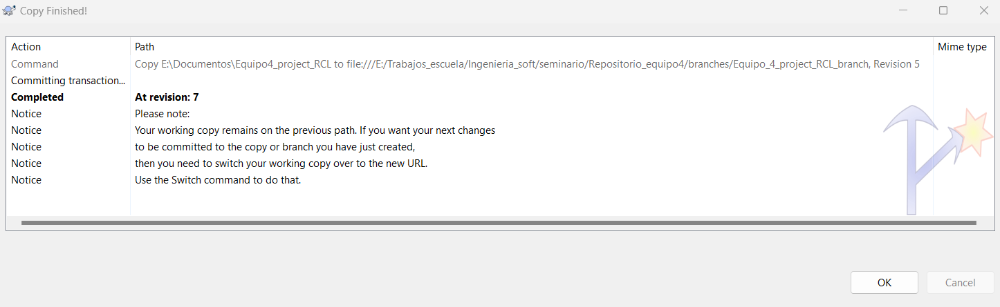 Copy Finished!
Action Path Mime type
Command Copy E:\Documentos\Equipo4_project_RCL to file:///E:/Trabajos_escuela/Ingenieria_soft/seminario/Repositorio_equipo4/branches/Equipo_4_project_RCL_branch, Revision 5
Committing transaction...
Completed At revision: 7
Notice Please note:
Notice Your working copy remains on the previous path. If you want your next changes
Notice to be committed to the copy or branch you have just created,
Notice then you need to switch your working copy over to the new URL.
Notice Use the Switch command to do that.
OK Cancel